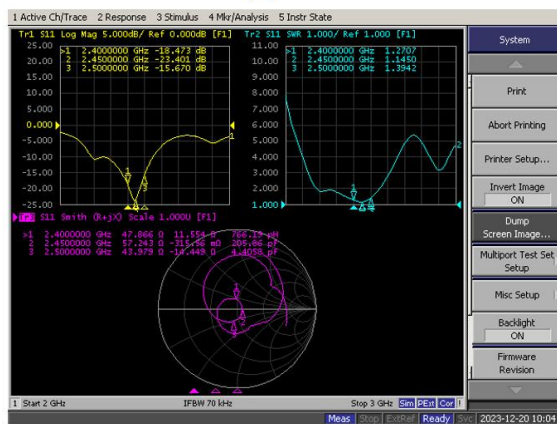 1 Active Ch/Trace  2 Response  3 Stimulus  4 Mkr/Analysis  5 Instr State
Tr1 S11 Log Mag 5.000dB/ Ref 0.000dB [F1]
25.00
20.00
15.00
10.00
5.000
0.000
-5.000
-10.00
-15.00
-20.00
-25.00
>1 2.4000000 GHz -18.473 dB
2 2.4500000 GHz -23.401 dB
3 2.5000000 GHz -15.670 dB
Tr2 S11 SWR 1.000/ Ref 1.000 [F1]
11.00
10.00
9.000
8.000
7.000
6.000
5.000
4.000
3.000
2.000
1.000
>1 2.4000000 GHz 1.2707
2 2.4500000 GHz 1.1450
3 2.5000000 GHz 1.3942
Tr3 S11 Smith (R+jX) Scale 1.000U [F1]
>1 2.4000000 GHz 47.866 Ω 11.554 Ω 766.19 pH
2 2.4500000 GHz 57.243 Ω -315.56 mΩ 205.86 pF
3 2.5000000 GHz 43.979 Ω -14.449 Ω 4.4058 pF
1 Start 2 GHz
IFBW 70 kHz
Stop 3 GHz Sim PExt Cor !
System
Print
Abort Printing
Printer Setup...
Invert Image
ON
Dump
Screen Image...
Multiport Test Set
Setup
Misc Setup
Backlight
ON
Firmware
Revision
Meas Stop ExtRef Ready Svc 2023-12-20 10:04